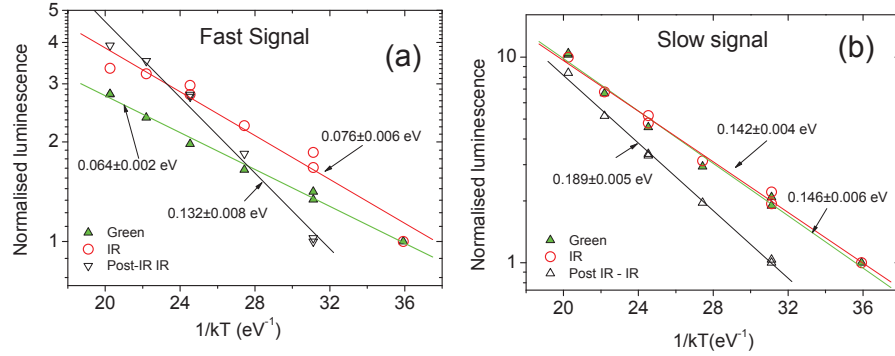 Fast Signal
(a)
Normalised luminescence
5
4
3
2
1
0.076±0.006 eV
0.064±0.002 eV
0.132±0.008 eV
Green
IR
Post-IR IR
20 24 28 32 36
1/kT (eV⁻¹)
Slow signal
(b)
Normalised luminescence
10
1
0.142±0.004 eV
0.189±0.005 eV
0.146±0.006 eV
Green
IR
Post IR - IR
20 24 28 32 36
1/kT(eV⁻¹)